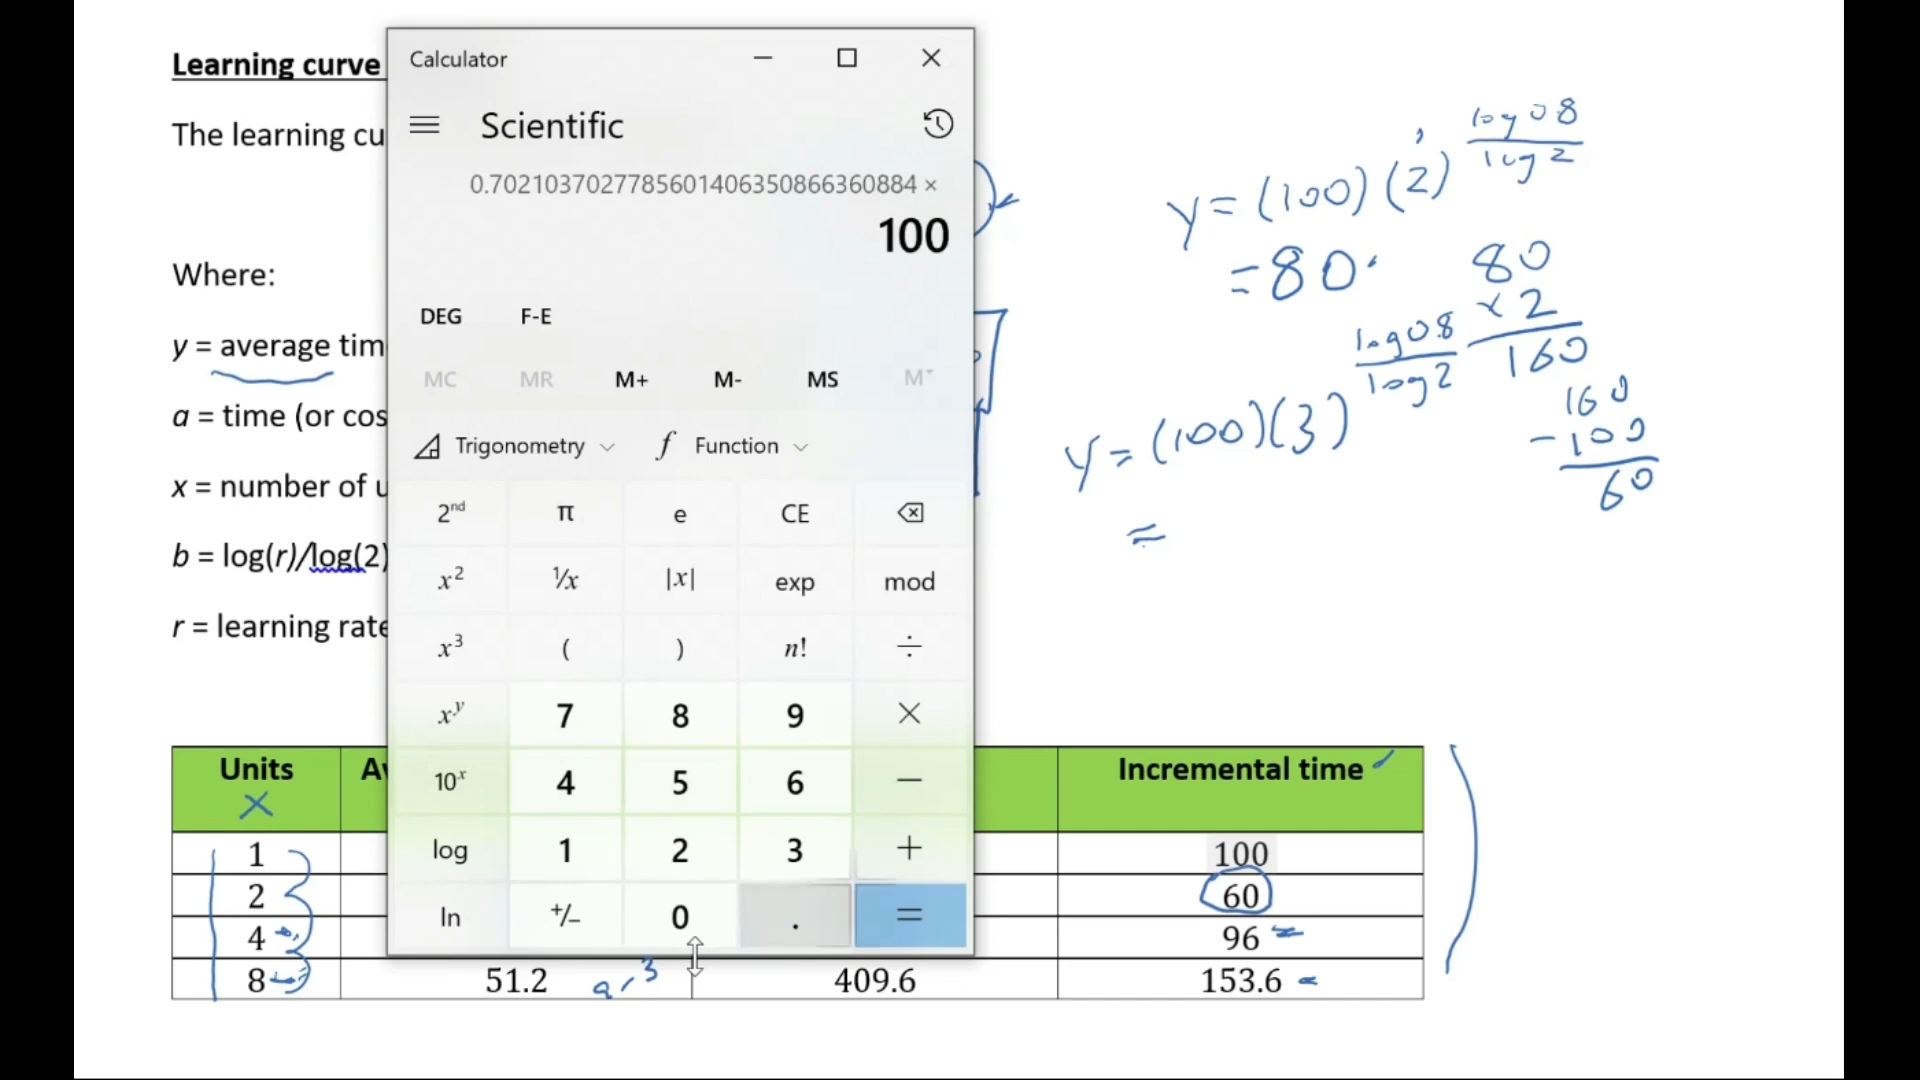 Learning curve
The learning cu
Where:
y = average tim
a = time (or cos
x = number of u
b = log(r)/log(2)
r = learning rate
Calculator
Scientific
0.70210370277856014063508663608​84 ×
100
DEG F-E
MC MR M+ M- MS M˅
Trigonometry f Function
2nd π e CE
x² ⅟x |x| exp mod
x³ ( ) n! ÷
xʸ 7 8 9 ×
10ˣ 4 5 6 −
log 1 2 3 +
ln +/− 0 . =
y = (100)(2) log 0 8 / log 2
= 80
80
x 2
160
160
- 100
60
y = (100)(3) log 0.8 / log 2
≈
Units Av Incremental time
X
1 100
2 60
4 96
8 51.2 409.6 153.6